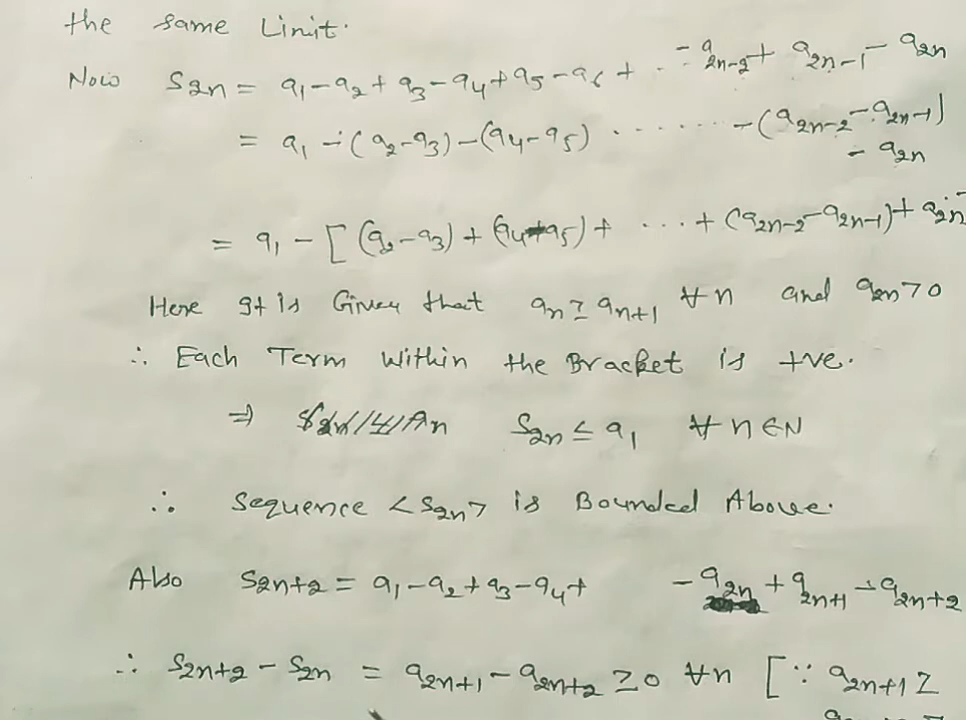 the same Limit.
Now S2n = a1 - a2 + a3 - a4 + a5 - a6 + . - - a2n-2 + a2n-1 - a2n
= a1 - (a2 - a3) - (a4 - a5) . . . . . . . - (a2n-2 - a2n-1)
- a2n
= a1 - [ (a2 - a3) + (a4 - a5) + . . . + (a2n-2 - a2n-1) + a2n
Here It is Given that an ≥ an+1 ∀ n and a2n > 0
∴ Each Term Within the Bracket is +ve.
⇒ S2n ≤ a1 ∀ n ∈ N
∴ Sequence < S2n > is Bounded Above.
Also S2n+2 = a1 - a2 + a3 - a4 + - a2n + a2n+1 - a2n+2
∴ S2n+2 - S2n = a2n+1 - a2n+2 ≥ 0 ∀ n [ ∵ a2n+1 ≥